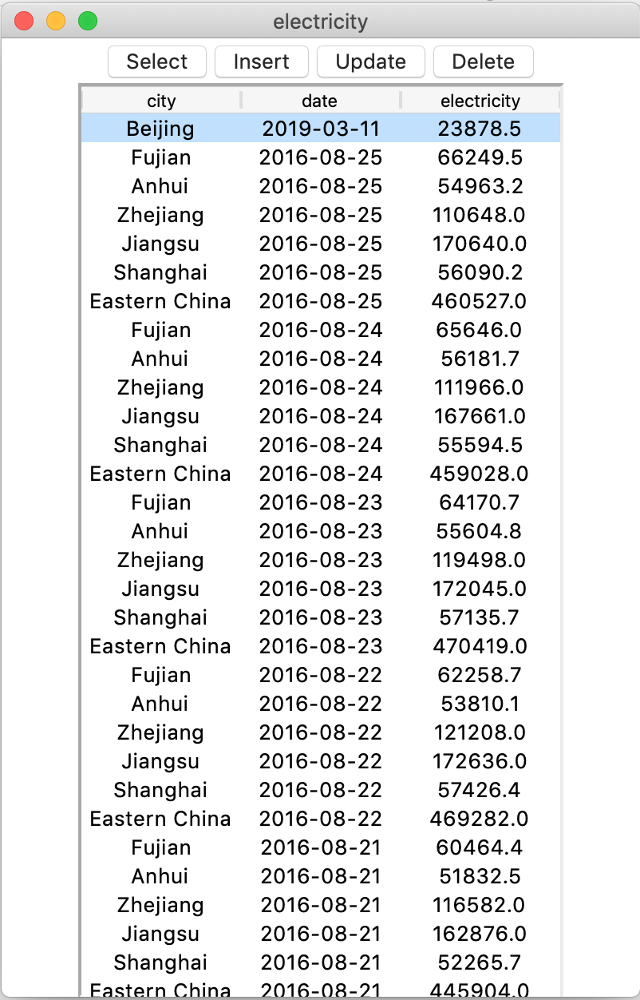 electricity
Select Insert Update Delete
city date electricity
Beijing 2019-03-11 23878.5
Fujian 2016-08-25 66249.5
Anhui 2016-08-25 54963.2
Zhejiang 2016-08-25 110648.0
Jiangsu 2016-08-25 170640.0
Shanghai 2016-08-25 56090.2
Eastern China 2016-08-25 460527.0
Fujian 2016-08-24 65646.0
Anhui 2016-08-24 56181.7
Zhejiang 2016-08-24 111966.0
Jiangsu 2016-08-24 167661.0
Shanghai 2016-08-24 55594.5
Eastern China 2016-08-24 459028.0
Fujian 2016-08-23 64170.7
Anhui 2016-08-23 55604.8
Zhejiang 2016-08-23 119498.0
Jiangsu 2016-08-23 172045.0
Shanghai 2016-08-23 57135.7
Eastern China 2016-08-23 470419.0
Fujian 2016-08-22 62258.7
Anhui 2016-08-22 53810.1
Zhejiang 2016-08-22 121208.0
Jiangsu 2016-08-22 172636.0
Shanghai 2016-08-22 57426.4
Eastern China 2016-08-22 469282.0
Fujian 2016-08-21 60464.4
Anhui 2016-08-21 51832.5
Zhejiang 2016-08-21 116582.0
Jiangsu 2016-08-21 162876.0
Shanghai 2016-08-21 52265.7
Eastern China 2016-08-21 445904.0